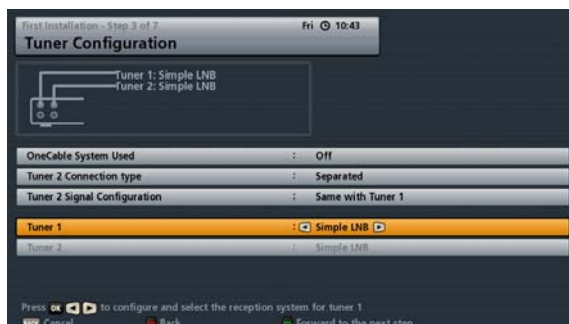 First Installation - Step 3 of 7
Fri 10:43
Tuner Configuration
Tuner 1: Simple LNB
Tuner 2: Simple LNB
OneCable System Used : Off
Tuner 2 Connection type : Separated
Tuner 2 Signal Configuration : Same with Tuner 1
Tuner 1 : Simple LNB
Tuner 2 : Simple LNB
Press OK to configure and select the reception system for tuner 1
Cancel Back Forward to the next step